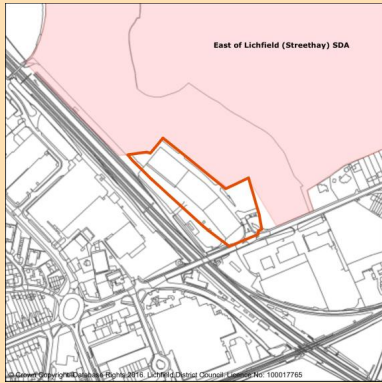 East of Lichfield (Streethay) SDA
© Crown Copyright Database Rights 2016. Lichfield District Council. Licence No: 100017765